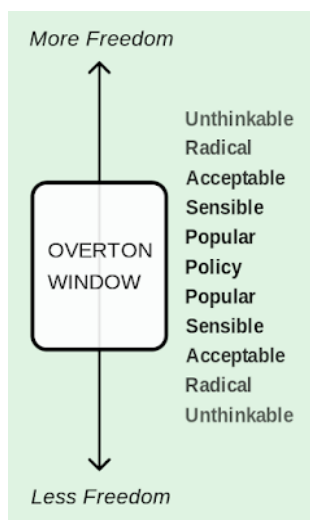 More Freedom
Unthinkable
Radical
Acceptable
Sensible
Popular
OVERTON
WINDOW
Policy
Popular
Sensible
Acceptable
Radical
Unthinkable
Less Freedom